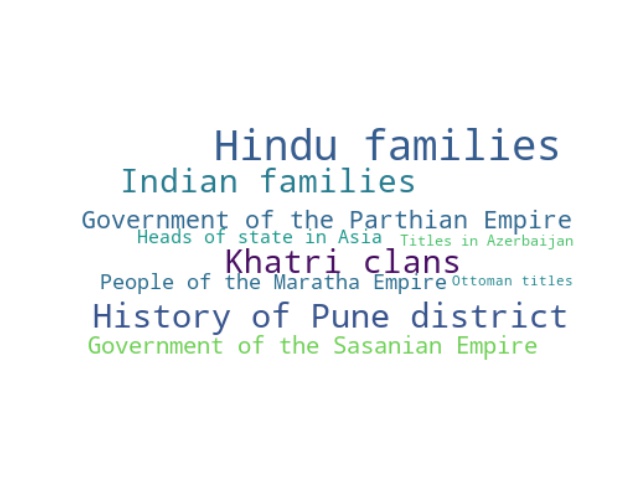 Hindu families
Indian families
Government of the Parthian Empire
Heads of state in Asia
Titles in Azerbaijan
Khatri clans
People of the Maratha Empire
Ottoman titles
History of Pune district
Government of the Sasanian Empire